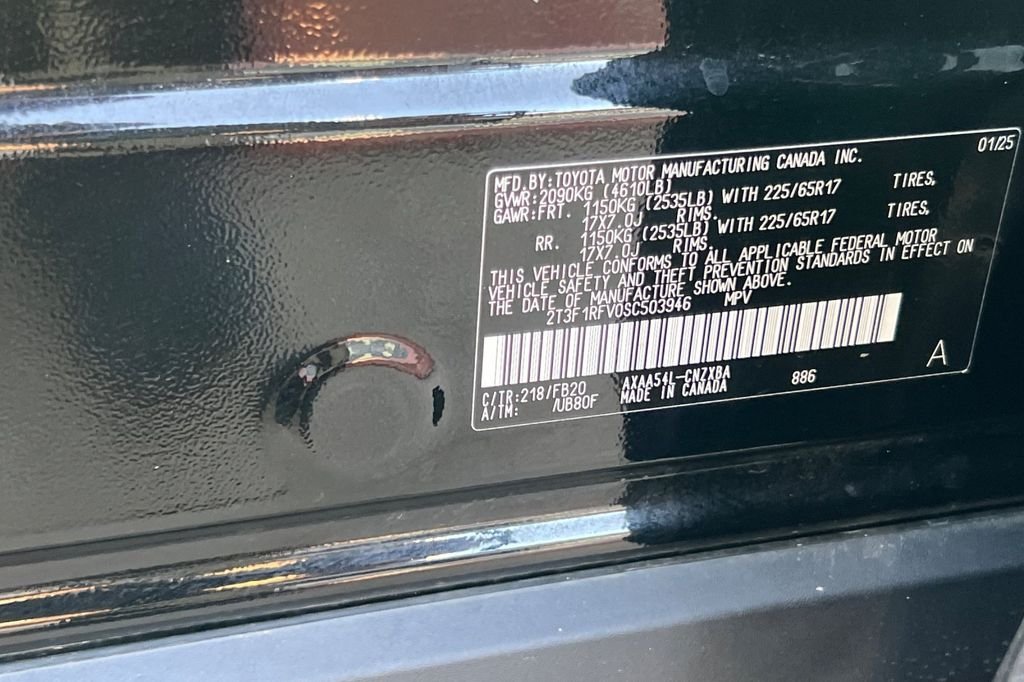 01/25
MFD.BY:TOYOTA MOTOR MANUFACTURING CANADA INC.
GVWR:2090KG (4610LB)
GAWR:FRT. 1150KG (2535LB) WITH 225/65R17 TIRES,
17X7.0J RIMS.
RR. 1150KG (2535LB) WITH 225/65R17 TIRES,
17X7.0J RIMS.
THIS VEHICLE CONFORMS TO ALL APPLICABLE FEDERAL MOTOR
VEHICLE SAFETY AND THEFT PREVENTION STANDARDS IN EFFECT ON
THE DATE OF MANUFACTURE SHOWN ABOVE.
2T3F1RFV0SC503946 MPV
A
C/TR:218/FB20 AXAA54L-CNZXBA 886
A/TM: /UB80F MADE IN CANADA